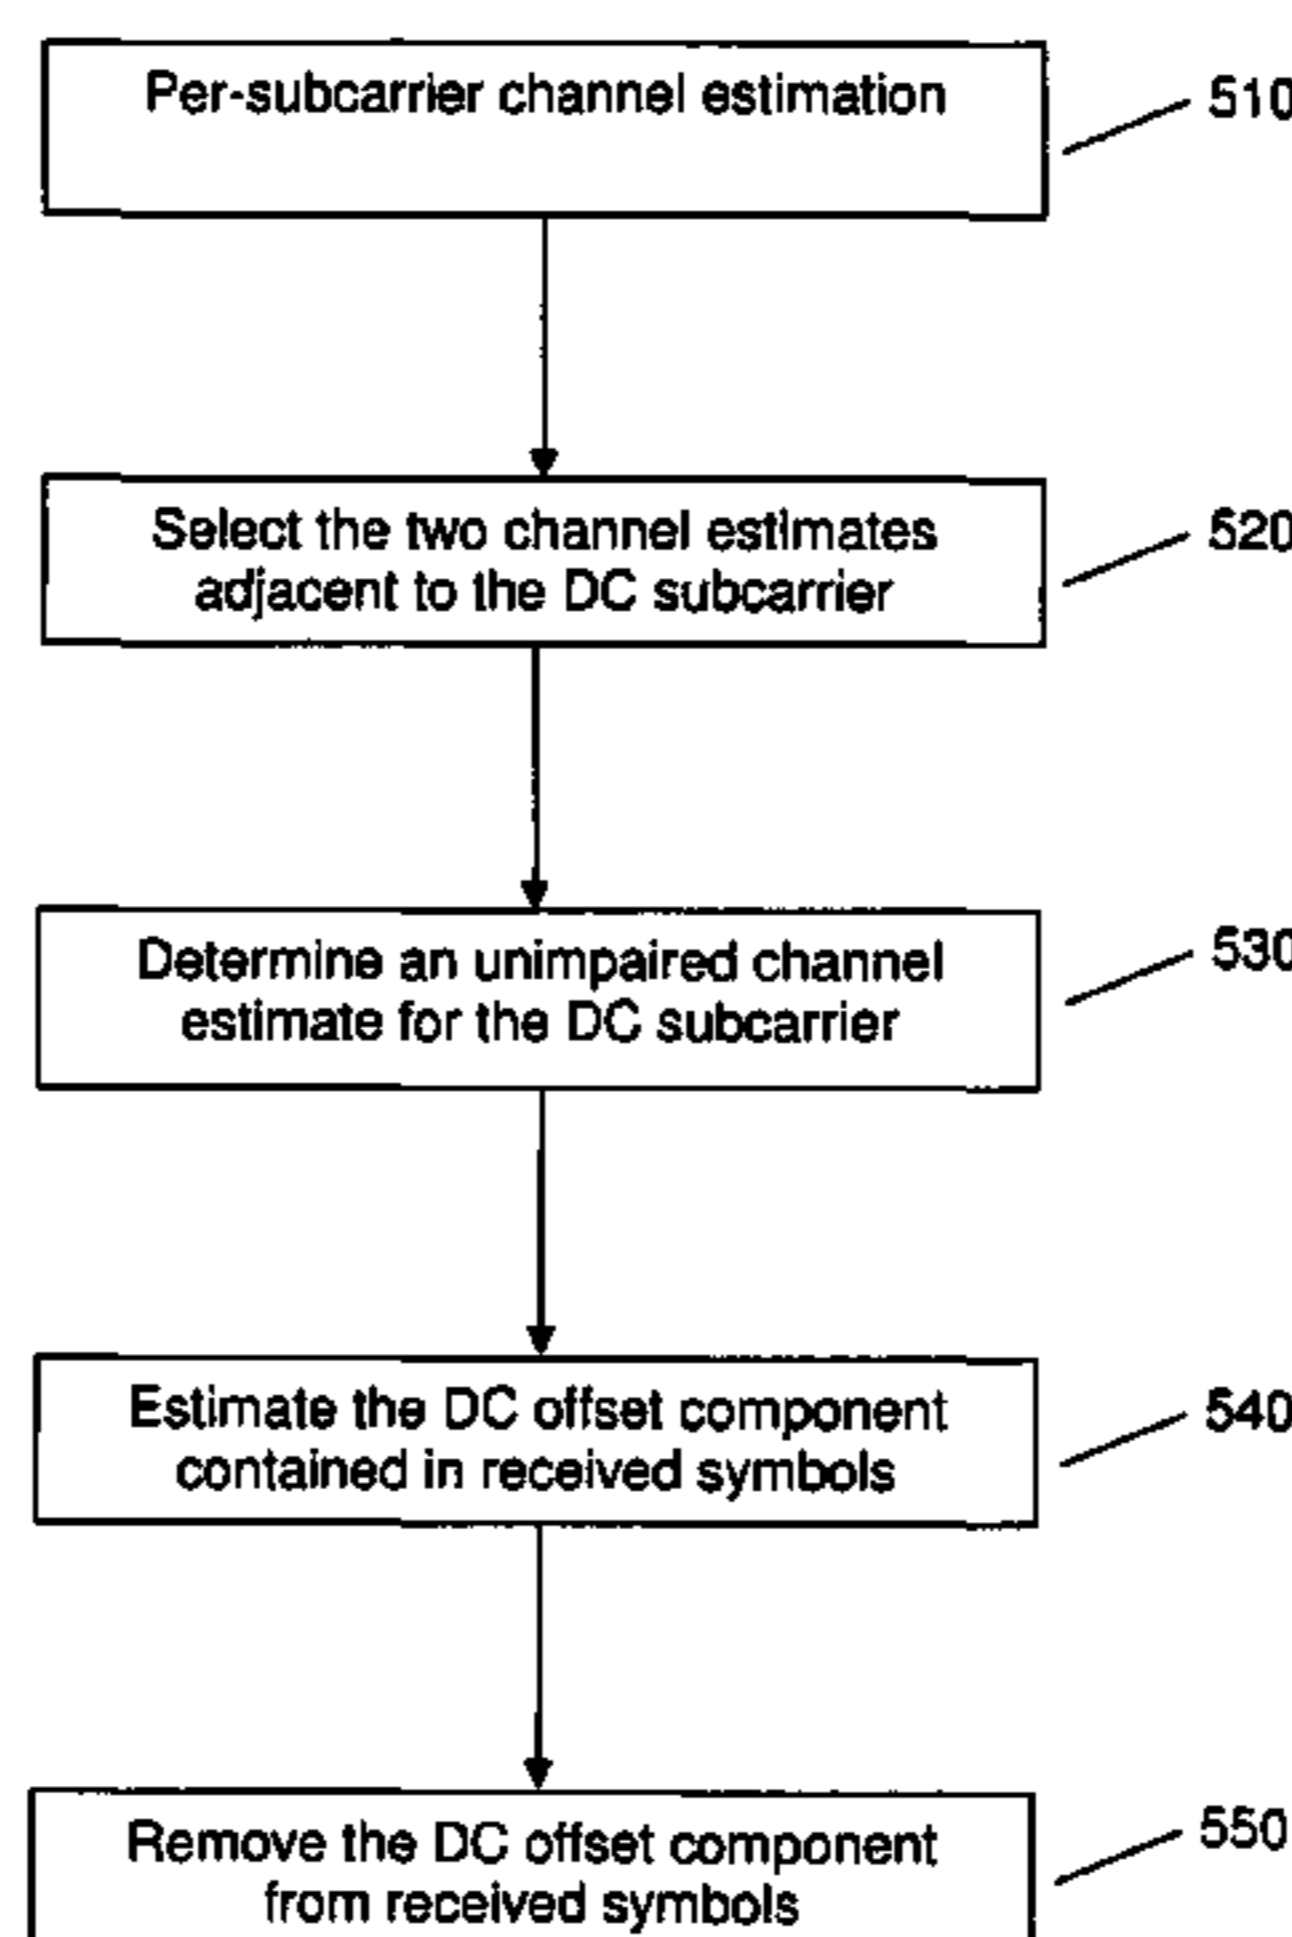 Per-subcarrier channel estimation
510
Select the two channel estimates
adjacent to the DC subcarrier
520
Determine an unimpaired channel
estimate for the DC subcarrier
530
Estimate the DC offset component
contained in received symbols
540
Remove the DC offset component
from received symbols
550